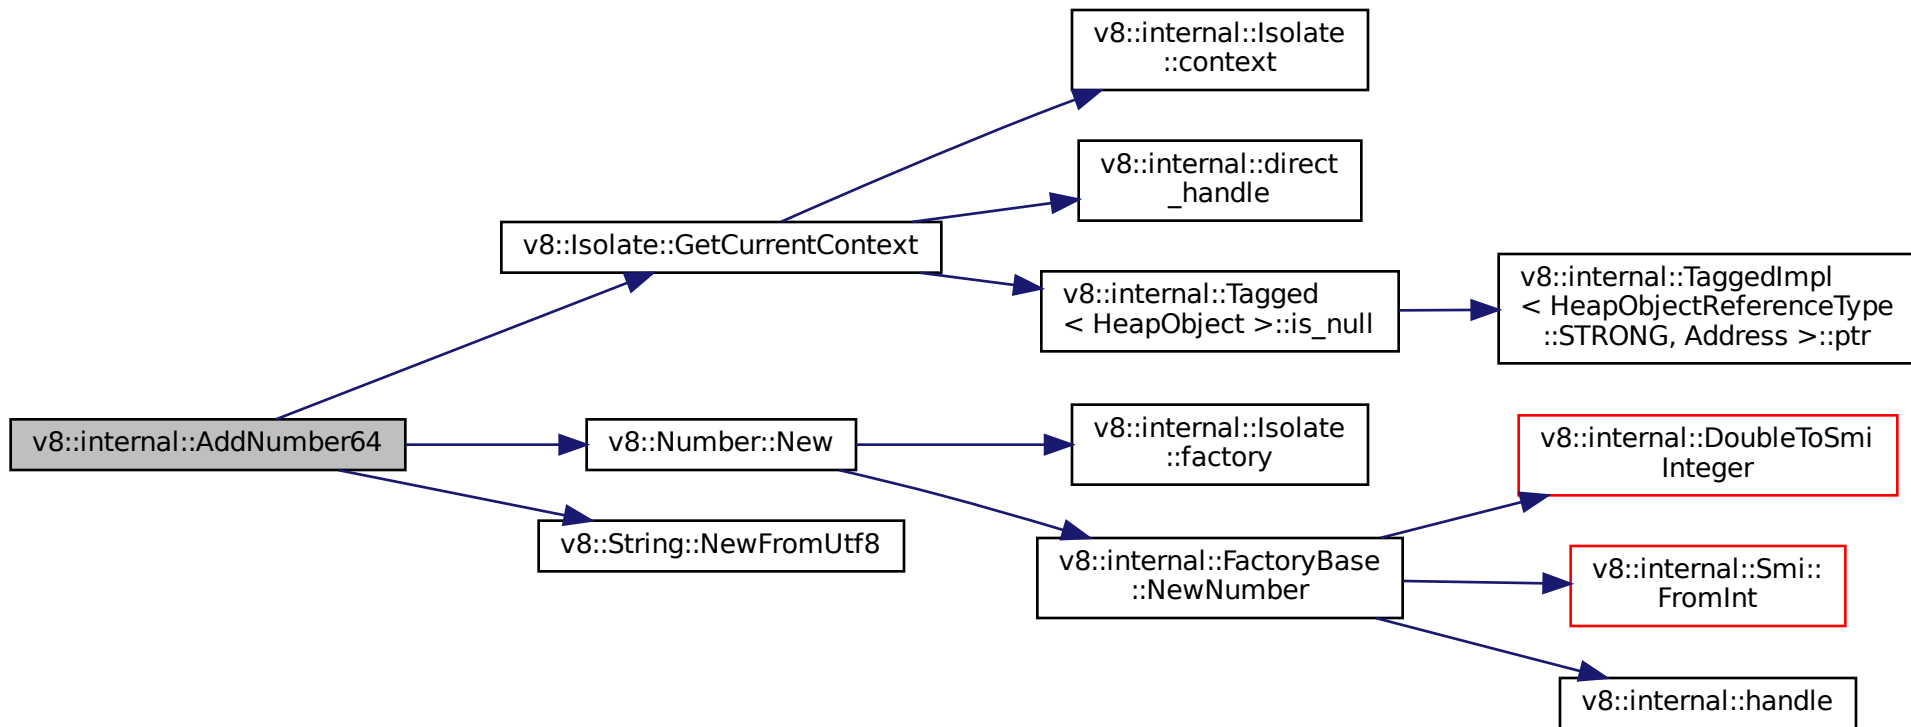 v8::internal::Isolate
::context
v8::internal::direct
_handle
v8::Isolate::GetCurrentContext
v8::internal::Tagged
< HeapObject >::is_null
v8::internal::TaggedImpl
< HeapObjectReferenceType
::STRONG, Address >::ptr
v8::internal::AddNumber64
v8::Number::New
v8::internal::Isolate
::factory
v8::internal::DoubleToSmi
Integer
v8::String::NewFromUtf8
v8::internal::FactoryBase
::NewNumber
v8::internal::Smi::
FromInt
v8::internal::handle